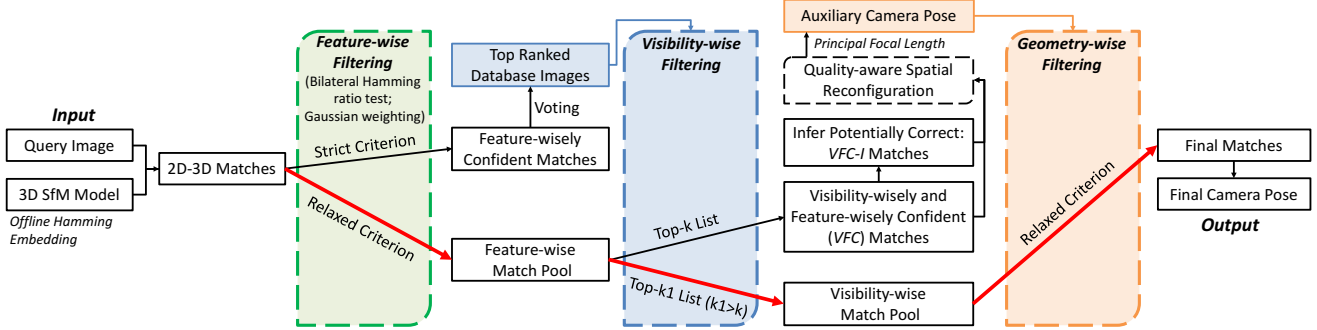 Input
Query Image
3D SfM Model
Offline Hamming
Embedding
2D-3D Matches
Feature-wise
Filtering
(Bilateral Hamming
ratio test;
Gaussian weighting)
Strict Criterion
Relaxed Criterion
Top Ranked
Database Images
Voting
Feature-wisely
Confident Matches
Feature-wise
Match Pool
Visibility-wise
Filtering
Top-k List
Top-k1 List (k1>k)
Auxiliary Camera Pose
Principal Focal Length
Quality-aware Spatial
Reconfiguration
Infer Potentially Correct:
VFC-I Matches
Visibility-wisely and
Feature-wisely Confident
(VFC) Matches
Visibility-wise
Match Pool
Geometry-wise
Filtering
Relaxed Criterion
Final Matches
Final Camera Pose
Output